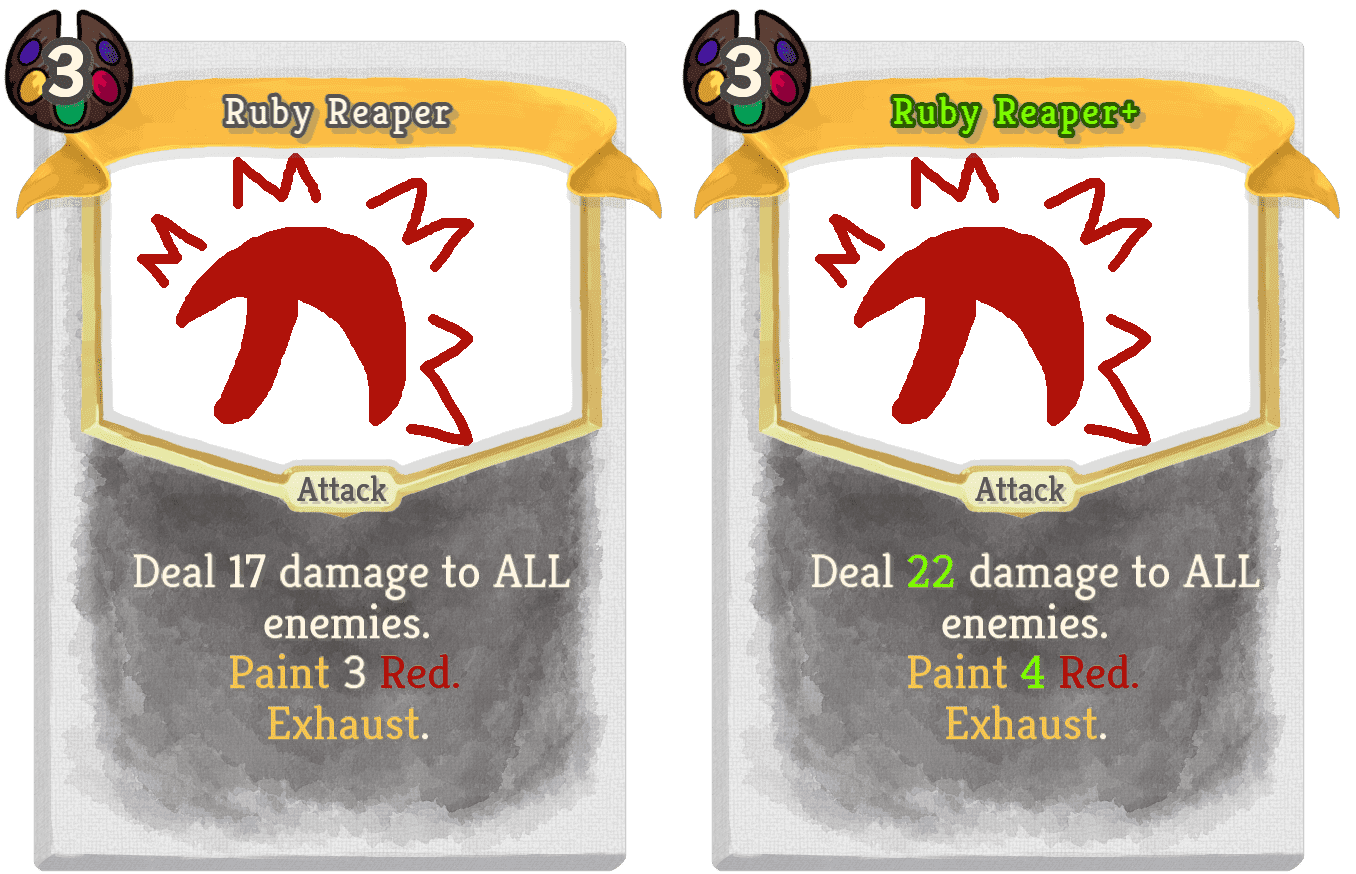 3
Ruby Reaper
Attack
Deal 17 damage to ALL
enemies.
Paint 3 Red.
Exhaust.
3
Ruby Reaper+
Attack
Deal 22 damage to ALL
enemies.
Paint 4 Red.
Exhaust.